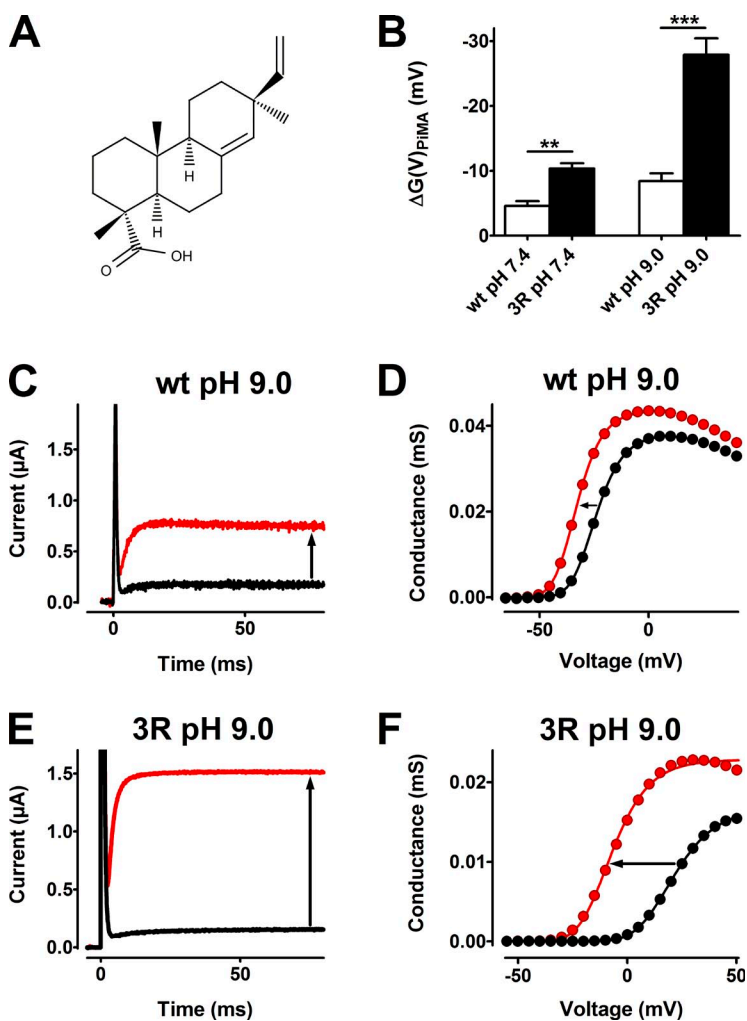 A
H
H
O
OH
B
ΔG(V)PiMA (mV)
-30
-20
-10
0
**
***
wt pH 7.4
3R pH 7.4
wt pH 9.0
3R pH 9.0
C
wt pH 9.0
Current (µA)
1.5
1.0
0.5
0.0
0
50
Time (ms)
D
wt pH 9.0
Conductance (mS)
0.04
0.02
0.00
-50
0
Voltage (mV)
E
3R pH 9.0
Current (µA)
1.5
1.0
0.5
0.0
0
50
Time (ms)
F
3R pH 9.0
Conductance (mS)
0.02
0.01
0.00
-50
0
50
Voltage (mV)